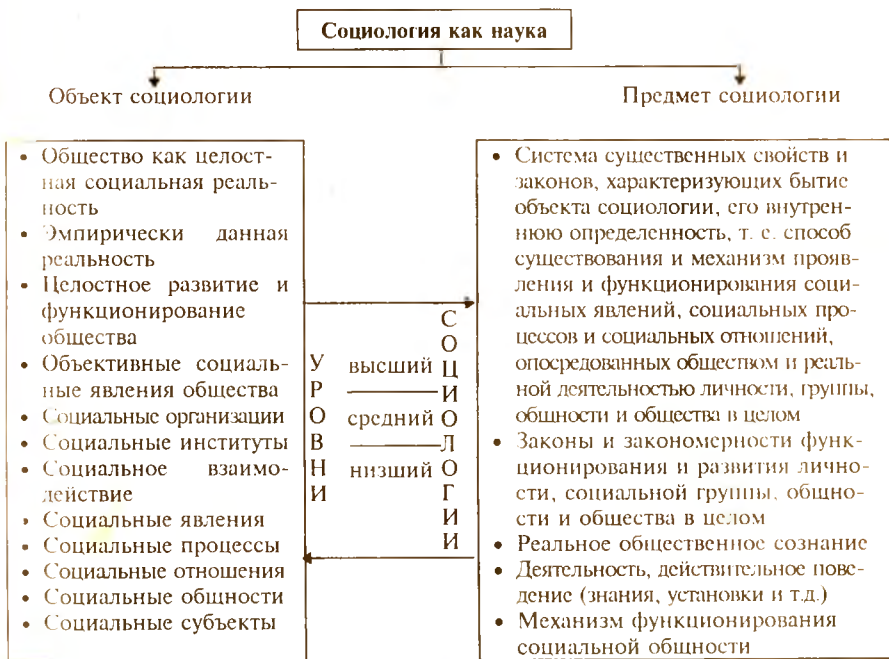 Социология как наука
Объект социологии
Предмет социологии
• Общество как целост-
ная социальная реаль-
ность
• Эмпирически данная
реальность
• Целостное развитие и
функционирование
общества
• Объективные социаль-
ные явления общества
• Социальные организации
• Социальные институты
• Социальное взаимо-
действие
• Социальные явления
• Социальные процессы
• Социальные отношения
• Социальные общности
• Социальные субъекты
УРОВНИ
высший
средний
низший
СОЦИОЛОГИИ
• Система существенных свойств и
законов, характеризующих бытие
объекта социологии, его внутрен-
нюю определенность, т. е. способ
существования и механизм прояв-
ления и функционирования соци-
альных явлений, социальных про-
цессов и социальных отношений,
опосредованных обществом и реаль-
ной деятельностью личности, группы,
общности и общества в целом
• Законы и закономерности функ-
ционирования и развития лично-
сти, социальной группы, общно-
сти и общества в целом
• Реальное общественное сознание
• Деятельность, действительное пове-
дение (знания, установки и т.д.)
• Механизм функционирования
социальной общности